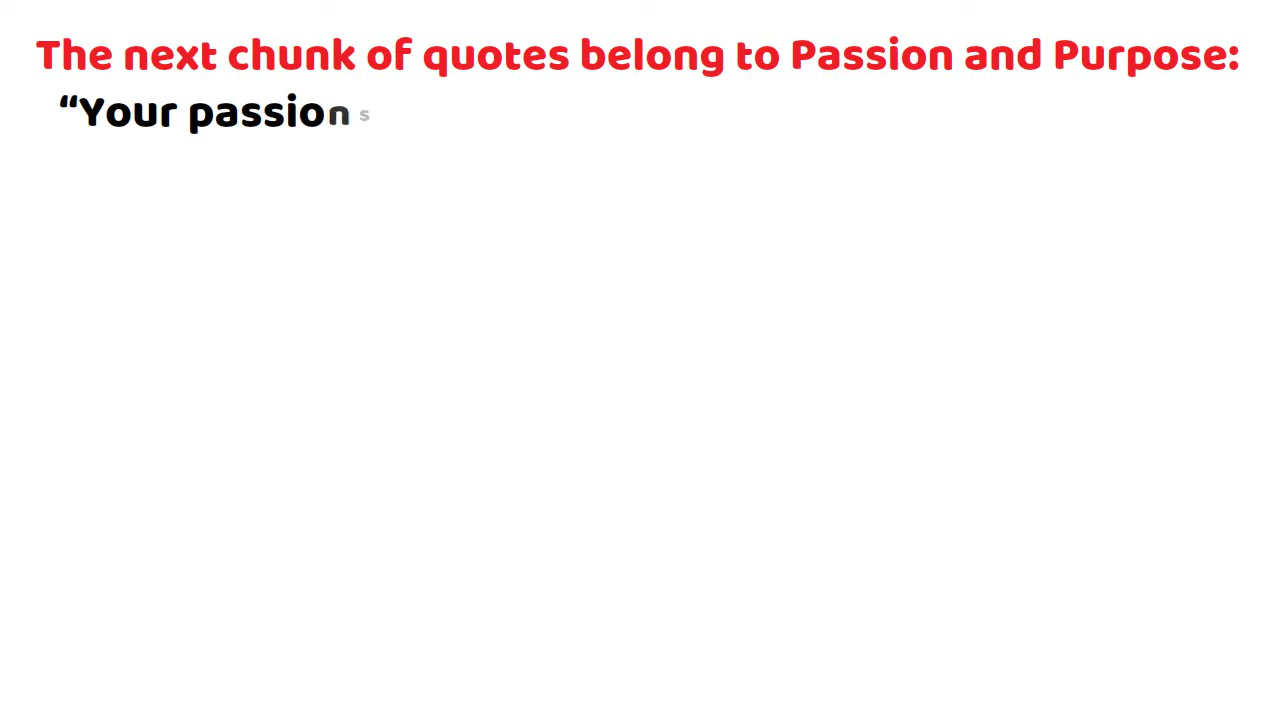 The next chunk of quotes belong to Passion and Purpose:
“Your passion s